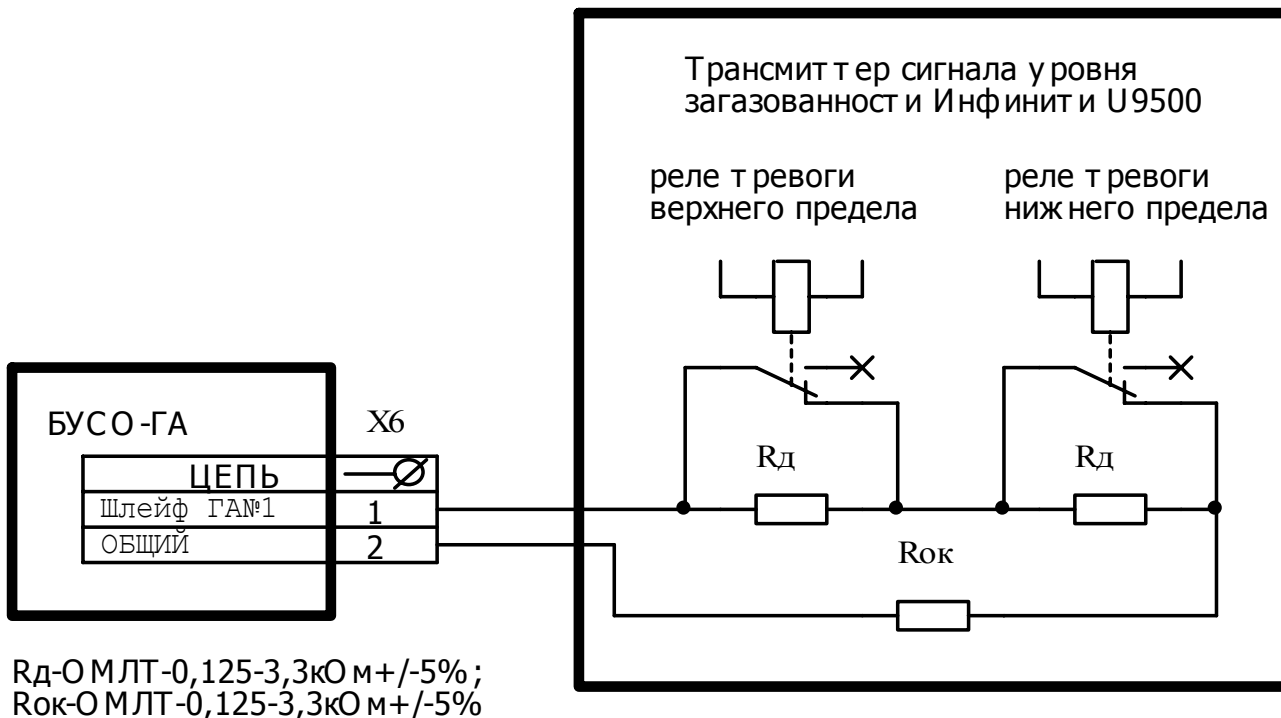 Трансмиттер сигнала уровня
загазованности Инфинити U9500
реле тревоги
верхнего предела
реле тревоги
нижнего предела
БУСО-ГА
X6
ЦЕПЬ
Шлейф ГА№1
1
ОБЩИЙ
2
Rд
Rд
Rок
Rд-ОМЛТ-0,125-3,3кОм+/-5%;
Rок-ОМЛТ-0,125-3,3кОм+/-5%